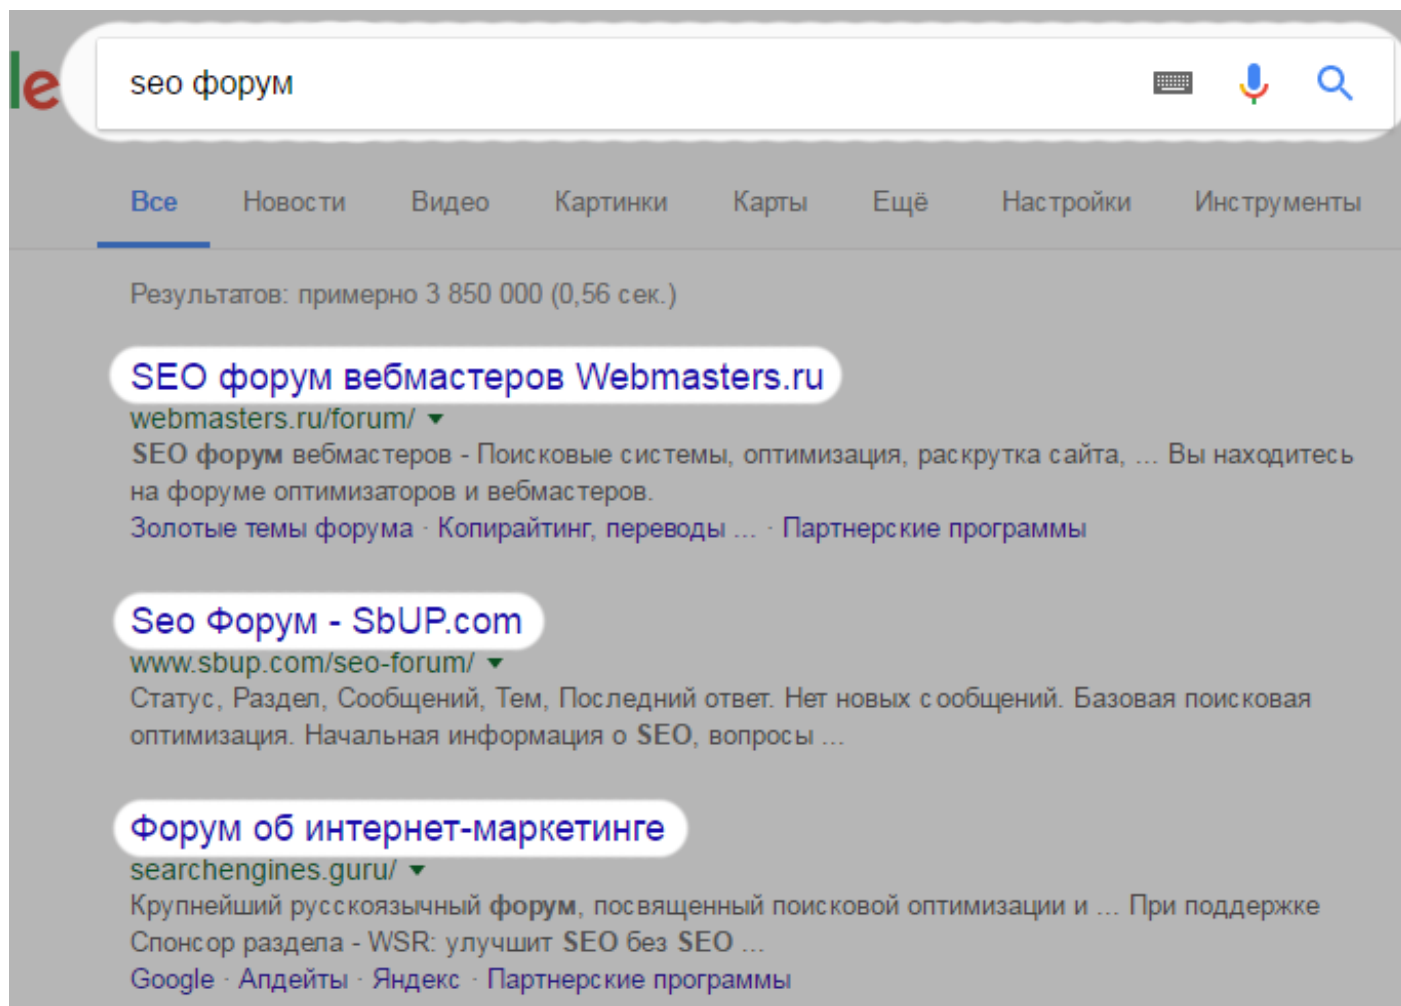 le
seo форум
Все Новости Видео Картинки Карты Ещё Настройки Инструменты
Результатов: примерно 3 850 000 (0,56 сек.)
SEO форум вебмастеров Webmasters.ru
webmasters.ru/forum/
SEO форум вебмастеров - Поисковые системы, оптимизация, раскрутка сайта, ... Вы находитесь
на форуме оптимизаторов и вебмастеров.
Золотые темы форума · Копирайтинг, переводы ... · Партнерские программы
Seo Форум - SbUP.com
www.sbup.com/seo-forum/
Статус, Раздел, Сообщений, Тем, Последний ответ. Нет новых сообщений. Базовая поисковая
оптимизация. Начальная информация о SEO, вопросы ...
Форум об интернет-маркетинге
searchengines.guru/
Крупнейший русскоязычный форум, посвященный поисковой оптимизации и ... При поддержке
Спонсор раздела - WSR: улучшит SEO без SEO ...
Google · Апдейты · Яндекс · Партнерские программы